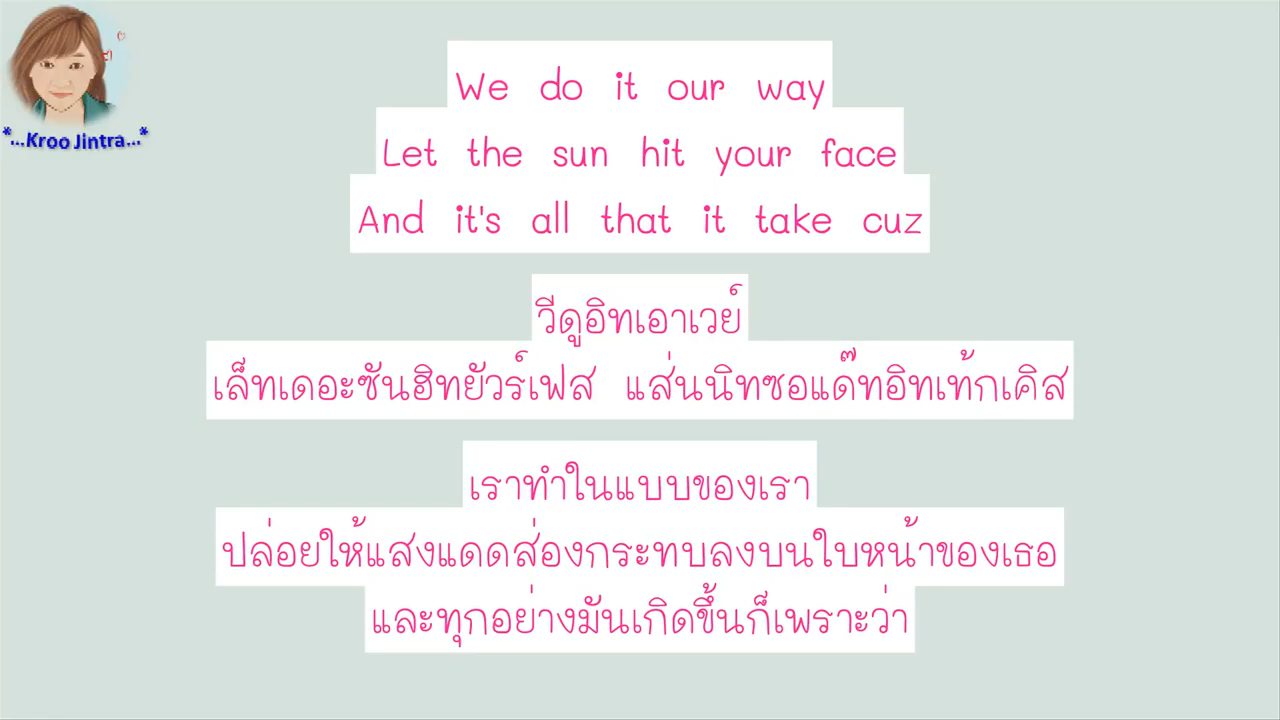 *...Kroo Jintra...*
We do it our way
Let the sun hit your face
And it's all that it take cuz
วีดูอิทเอาเวย์
เล็ทเดอะซันฮิทยัวร์เฟส แส่นนิทซอแด๊ทอิทเท้กเคิส
เราทำในแบบของเรา
ปล่อยให้แสงแดดส่องกระทบลงบนใบหน้าของเธอ
และทุกอย่างมันเกิดขึ้นก็เพราะว่า